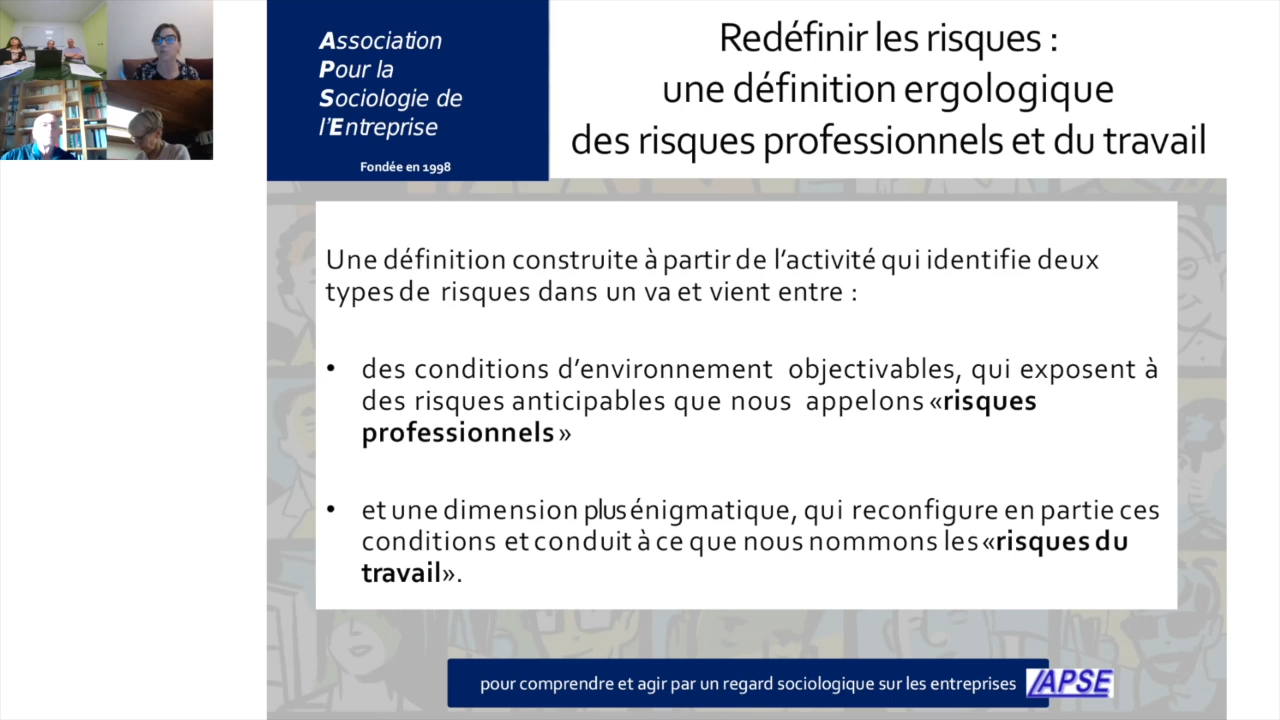 Association
Pour la
Sociologie de
l'Entreprise
Fondée en 1998
Redéfinir les risques :
une définition ergologique
des risques professionnels et du travail
Une définition construite à partir de l'activité qui identifie deux
types de risques dans un va et vient entre :
• des conditions d'environnement objectivables, qui exposent à
des risques anticipables que nous appelons «risques
professionnels»
• et une dimension plus énigmatique, qui reconfigure en partie ces
conditions et conduit à ce que nous nommons les «risques du
travail».
pour comprendre et agir par un regard sociologique sur les entreprises
APSE